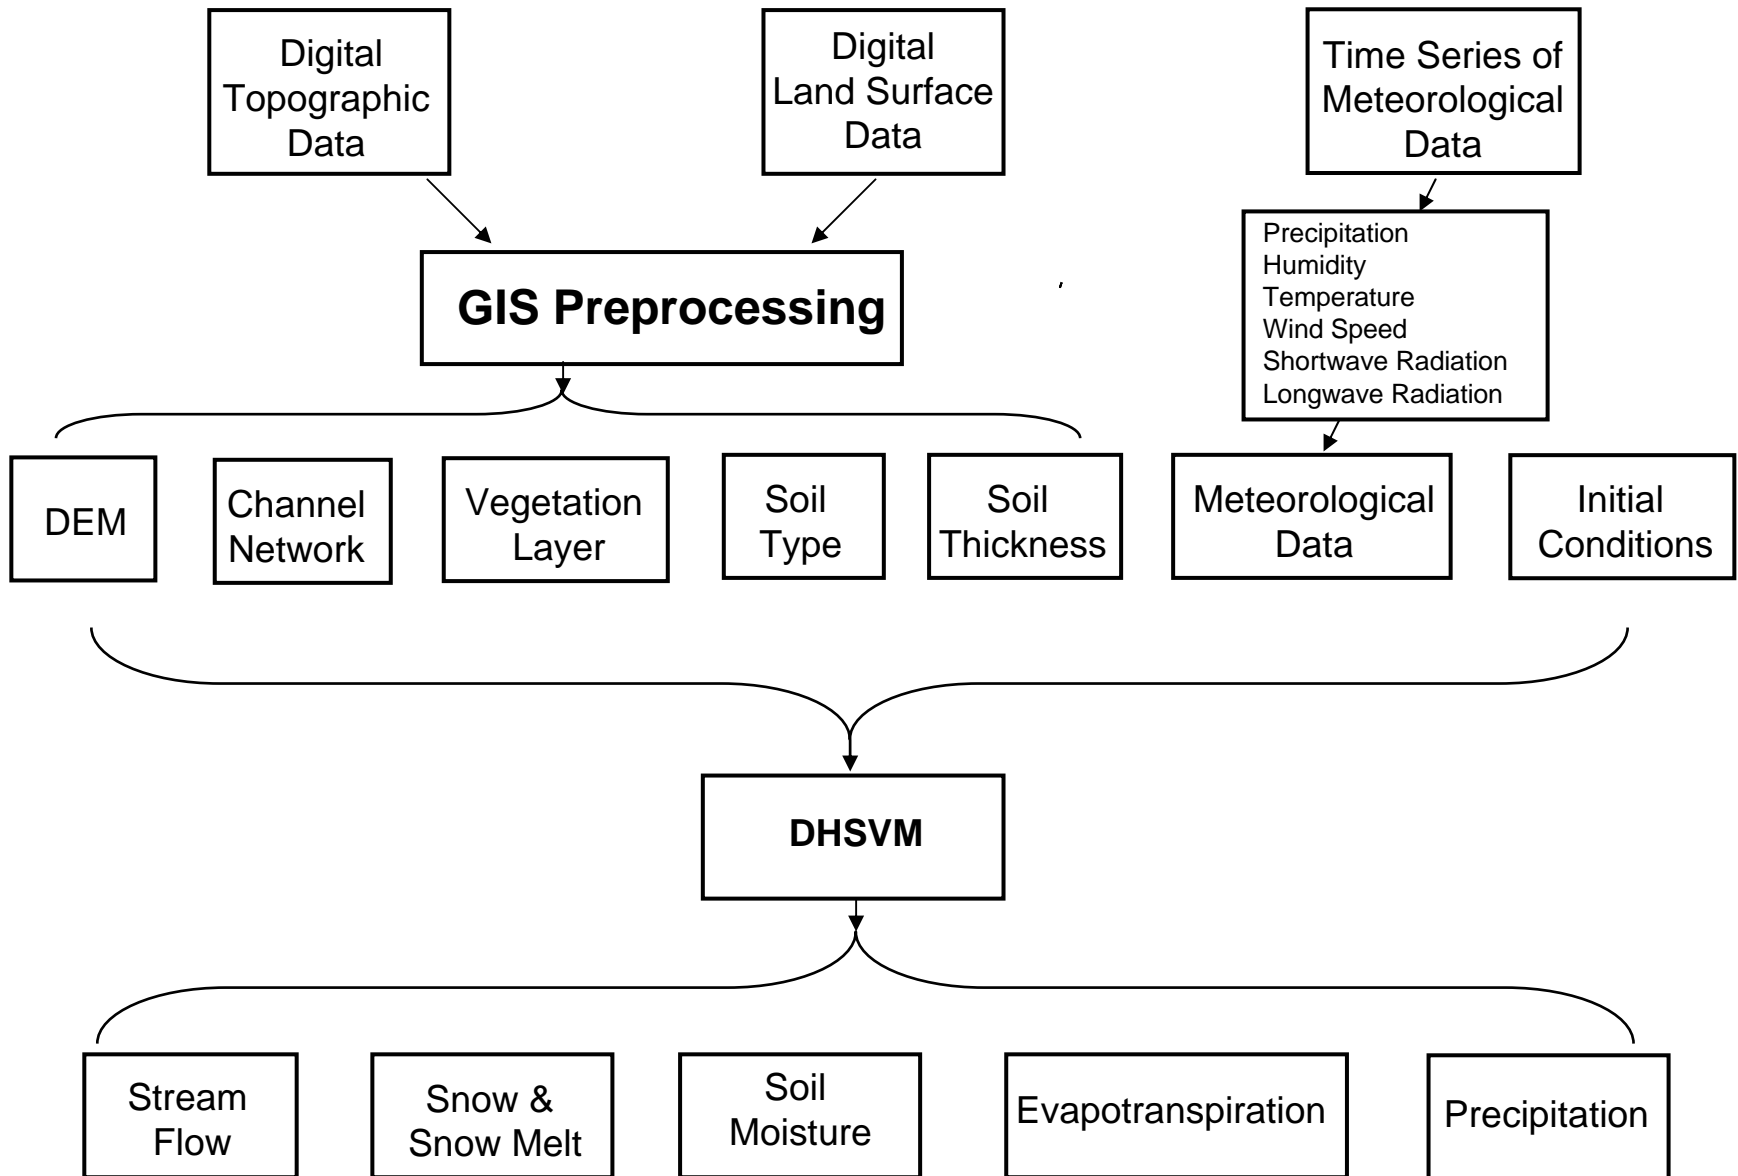 Digital
Topographic
Data
Digital
Land Surface
Data
Time Series of
Meteorological
Data
GIS Preprocessing
Precipitation
Humidity
Temperature
Wind Speed
Shortwave Radiation
Longwave Radiation
DEM
Channel
Network
Vegetation
Layer
Soil
Type
Soil
Thickness
Meteorological
Data
Initial
Conditions
DHSVM
Stream
Flow
Snow &
Snow Melt
Soil
Moisture
Evapotranspiration
Precipitation